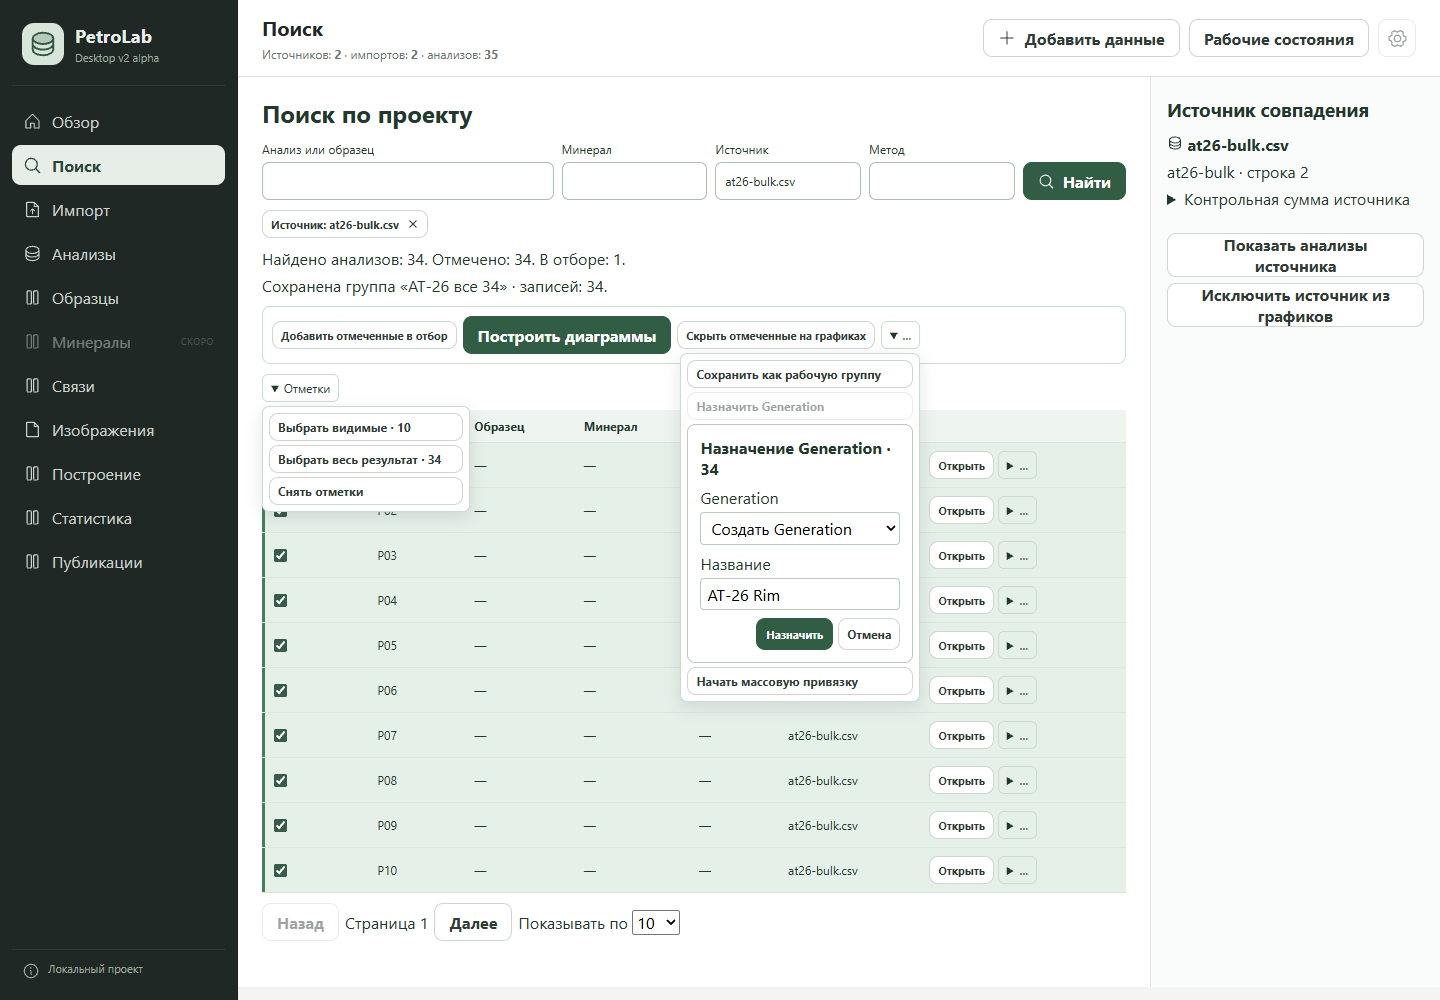 PetroLab
Desktop v2 alpha
Обзор
Поиск
Импорт
Анализы
Образцы
Минералы СКОРО
Связи
Изображения
Построение
Статистика
Публикации
Локальный проект
Поиск
Источников: 2 · импортов: 2 · анализов: 35
Добавить данные
Рабочие состояния
Поиск по проекту
Анализ или образец
Минерал
Источник
Метод
at26-bulk.csv
Найти
Источник: at26-bulk.csv ×
Найдено анализов: 34. Отмечено: 34. В отборе: 1.
Сохранена группа «AT-26 все 34» · записей: 34.
Добавить отмеченные в отбор
Построить диаграммы
Скрыть отмеченные на графиках
▼ ...
Сохранить как рабочую группу
Назначить Generation
Назначение Generation ·
34
Generation
Создать Generation
Название
AT-26 Rim
Назначить
Отмена
Начать массовую привязку
▼ Отметки
Выбрать видимые · 10
Выбрать весь результат · 34
Снять отметки
Образец Минерал
— — Открыть ▶ ...
P02 — — Открыть ▶ ...
P03 — — Открыть ▶ ...
P04 — — Открыть ▶ ...
P05 — — Открыть ▶ ...
P06 — — Открыть ▶ ...
P07 — — — at26-bulk.csv Открыть ▶ ...
P08 — — — at26-bulk.csv Открыть ▶ ...
P09 — — — at26-bulk.csv Открыть ▶ ...
P10 — — — at26-bulk.csv Открыть ▶ ...
Назад Страница 1 Далее Показывать по 10
Источник совпадения
at26-bulk.csv
at26-bulk · строка 2
▶ Контрольная сумма источника
Показать анализы
источника
Исключить источник из
графиков